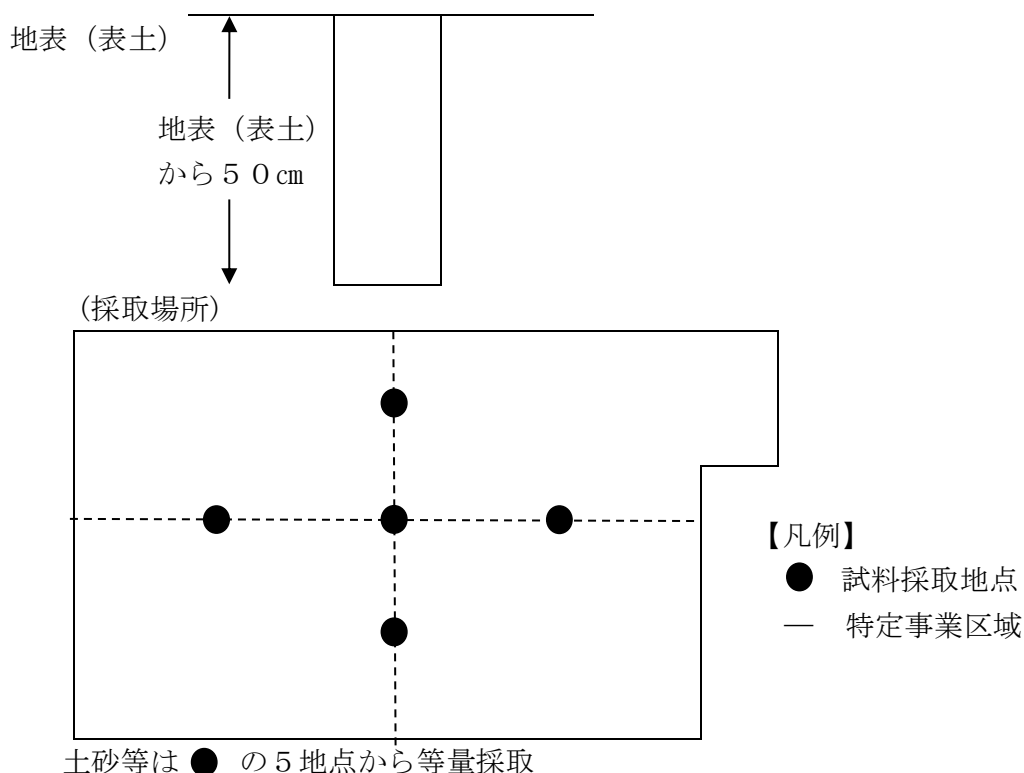 地表（表土）
地表（表土）
から５０㎝
（採取場所）
【凡例】
● 試料採取地点
― 特定事業区域
土砂等は ● の５地点から等量採取